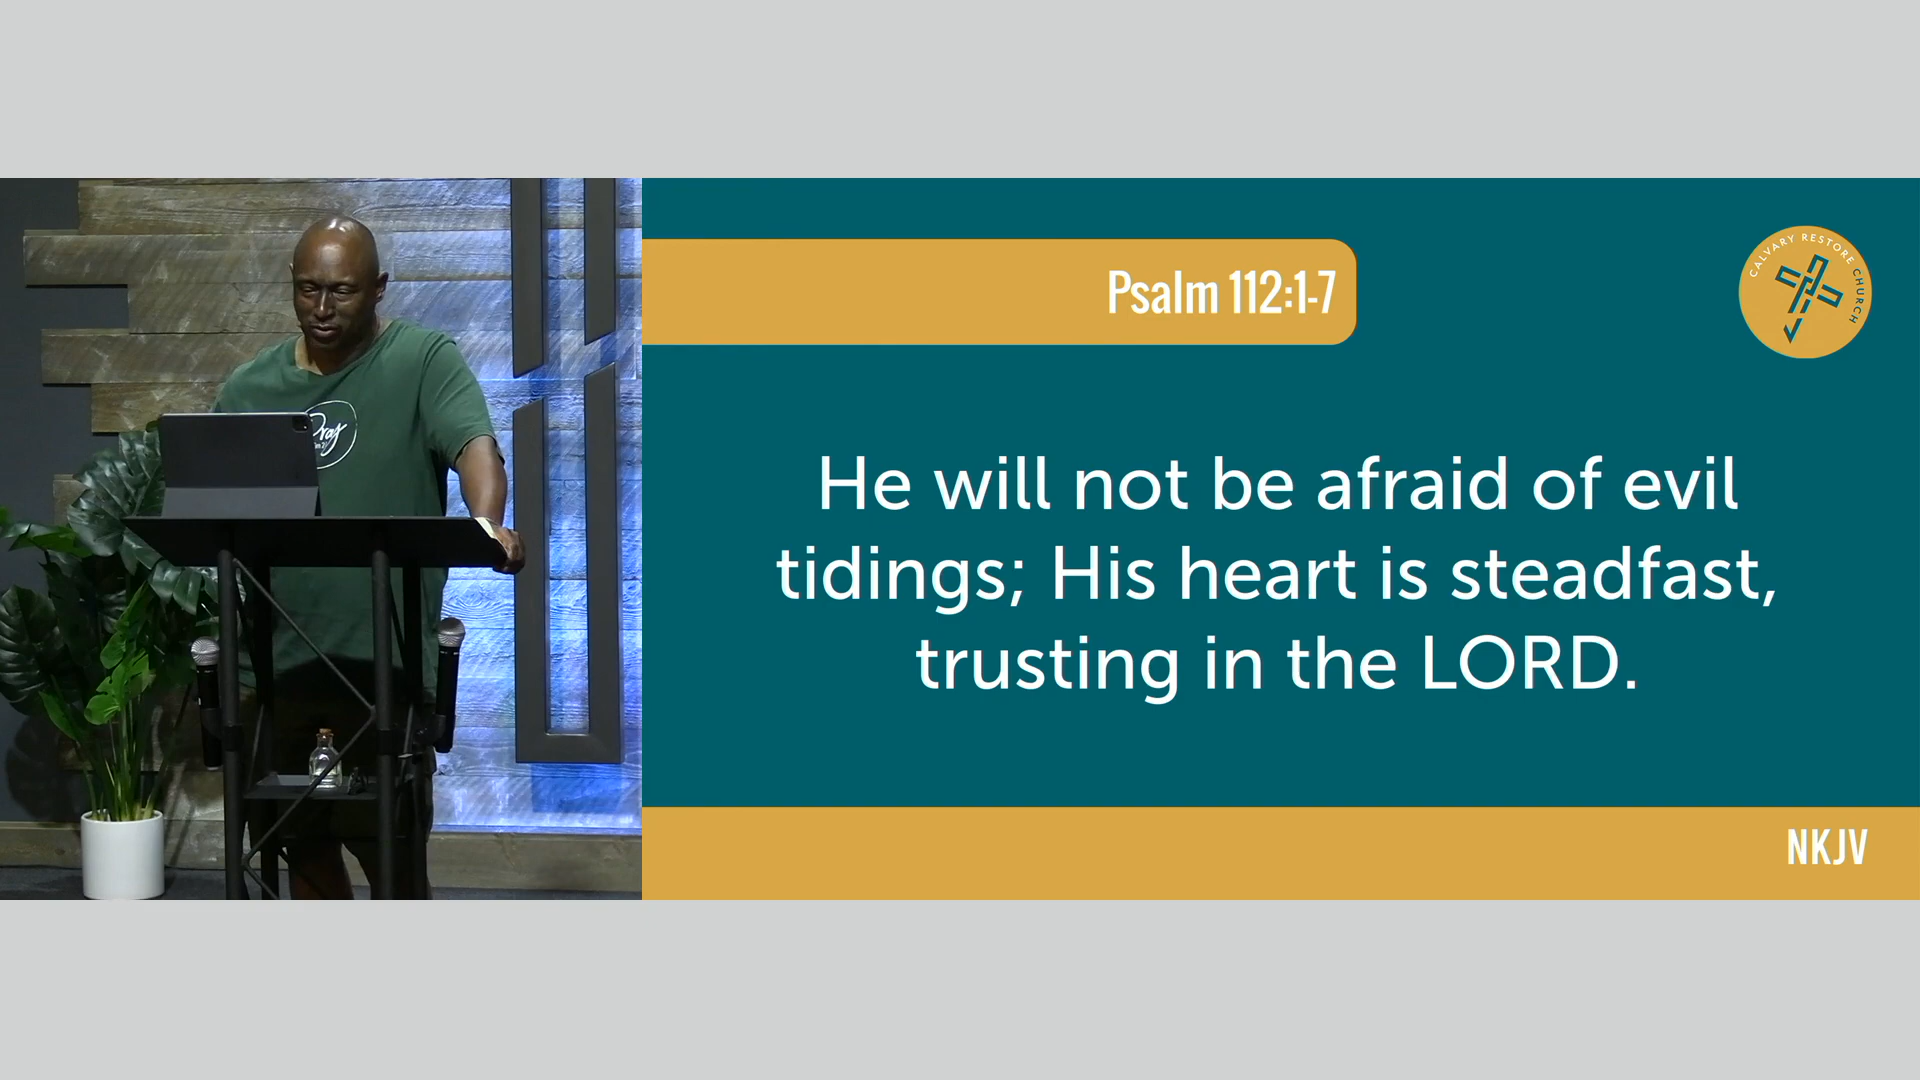 Psalm 112:1-7
CALVARY RESTORE CHURCH
He will not be afraid of evil
tidings; His heart is steadfast,
trusting in the LORD.
NKJV
Pray